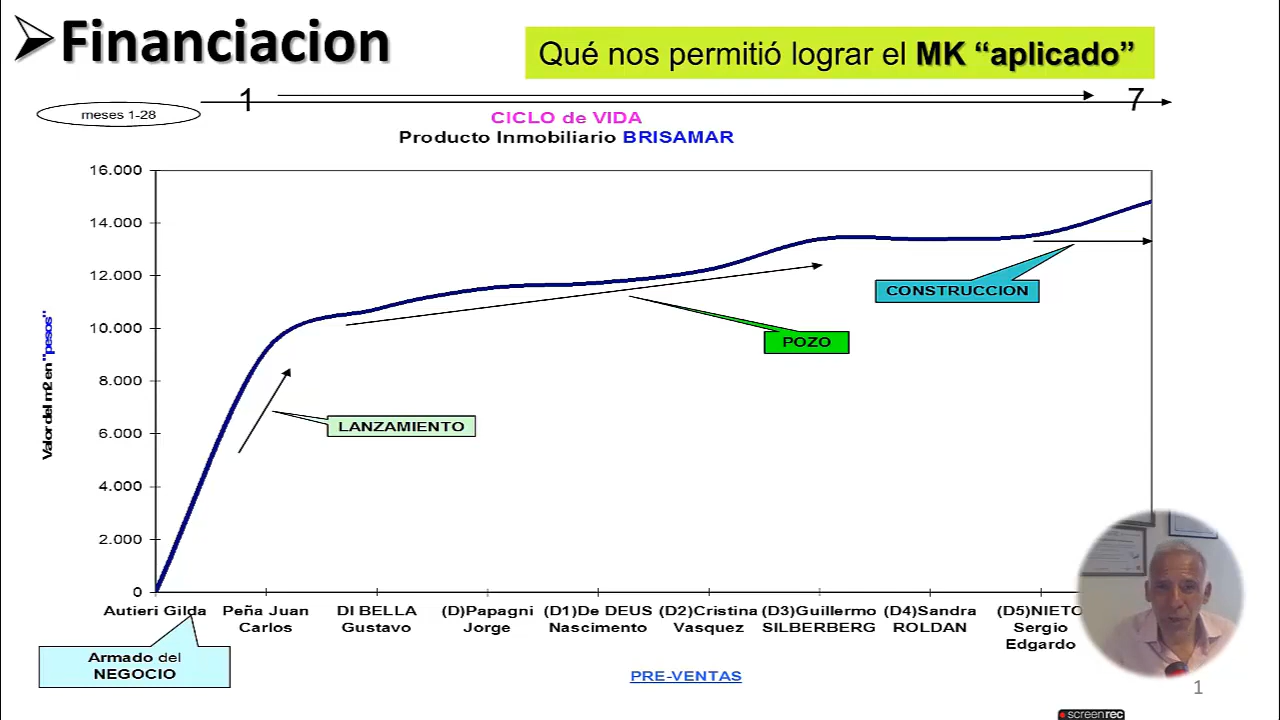 Financiacion
Qué nos permitió lograr el MK “aplicado”
meses 1-28
1
7
CICLO de VIDA
Producto Inmobiliario BRISAMAR
Valor del m2 en "pesos"
16.000
14.000
12.000
10.000
8.000
6.000
4.000
2.000
0
CONSTRUCCION
POZO
LANZAMIENTO
Autieri Gilda
Peña Juan
Carlos
DI BELLA
Gustavo
(D)Papagni
Jorge
(D1)De DEUS
Nascimento
(D2)Cristina
Vasquez
(D3)Guillermo
SILBERBERG
(D4)Sandra
ROLDAN
(D5)NIETO
Sergio
Edgardo
Armado del
NEGOCIO
PRE-VENTAS
1
screenrec